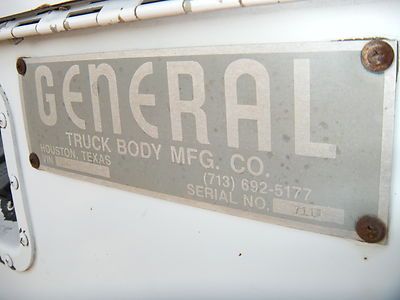 GENERAL
TRUCK BODY MFG. CO.
HOUSTON, TEXAS
(713) 692-5177
VIN
SERIAL NO.